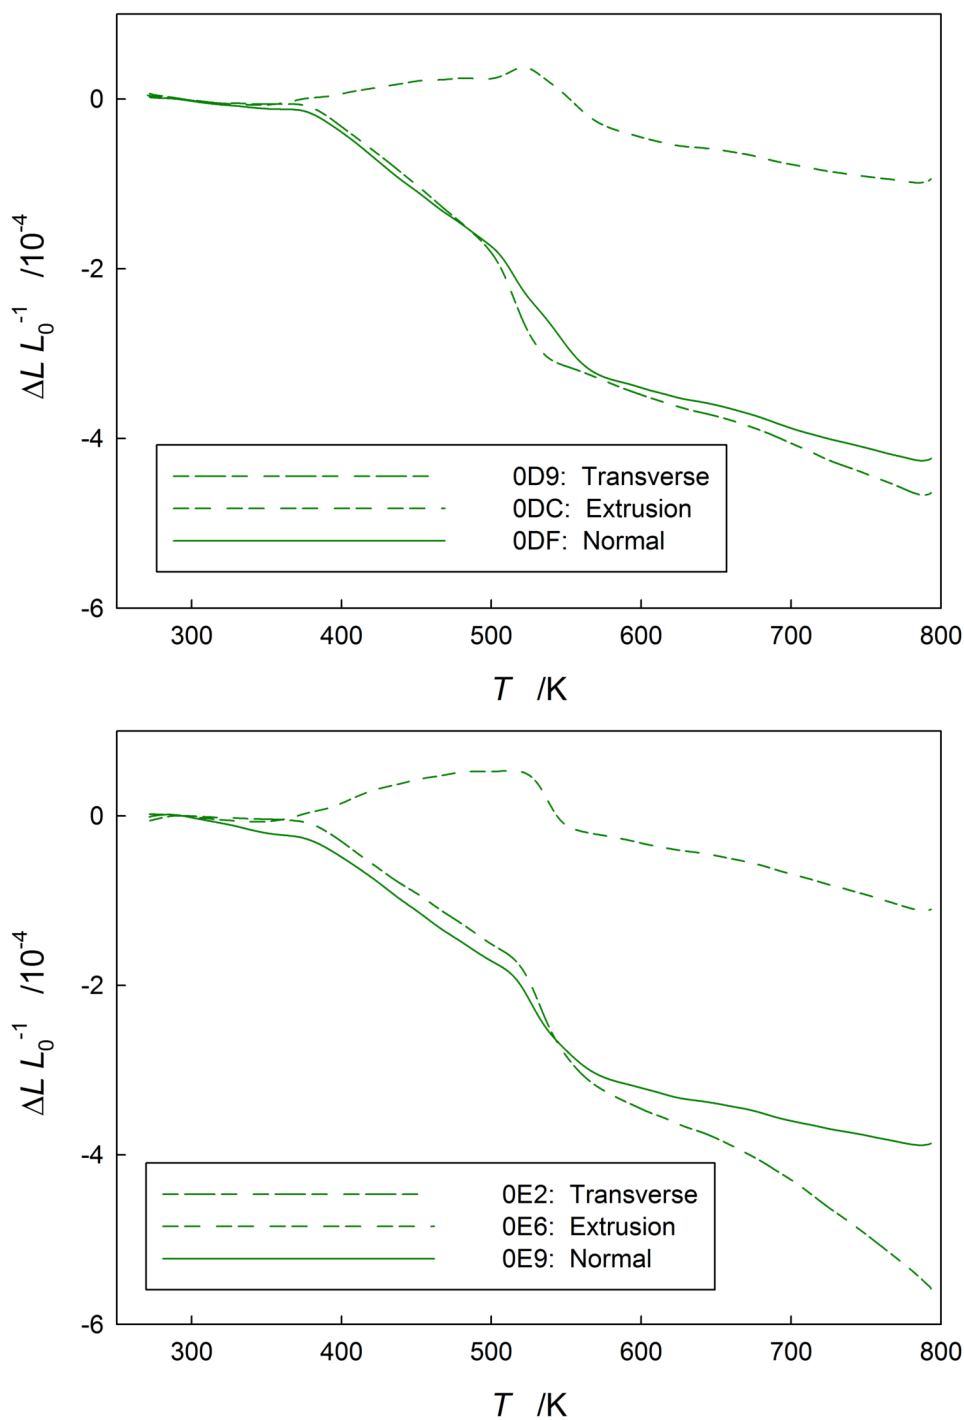 0
-2
-4
-6
ΔL L₀⁻¹ /10⁻⁴
0D9: Transverse
0DC: Extrusion
0DF: Normal
300 400 500 600 700 800
T /K
0
-2
-4
-6
ΔL L₀⁻¹ /10⁻⁴
0E2: Transverse
0E6: Extrusion
0E9: Normal
300 400 500 600 700 800
T /K